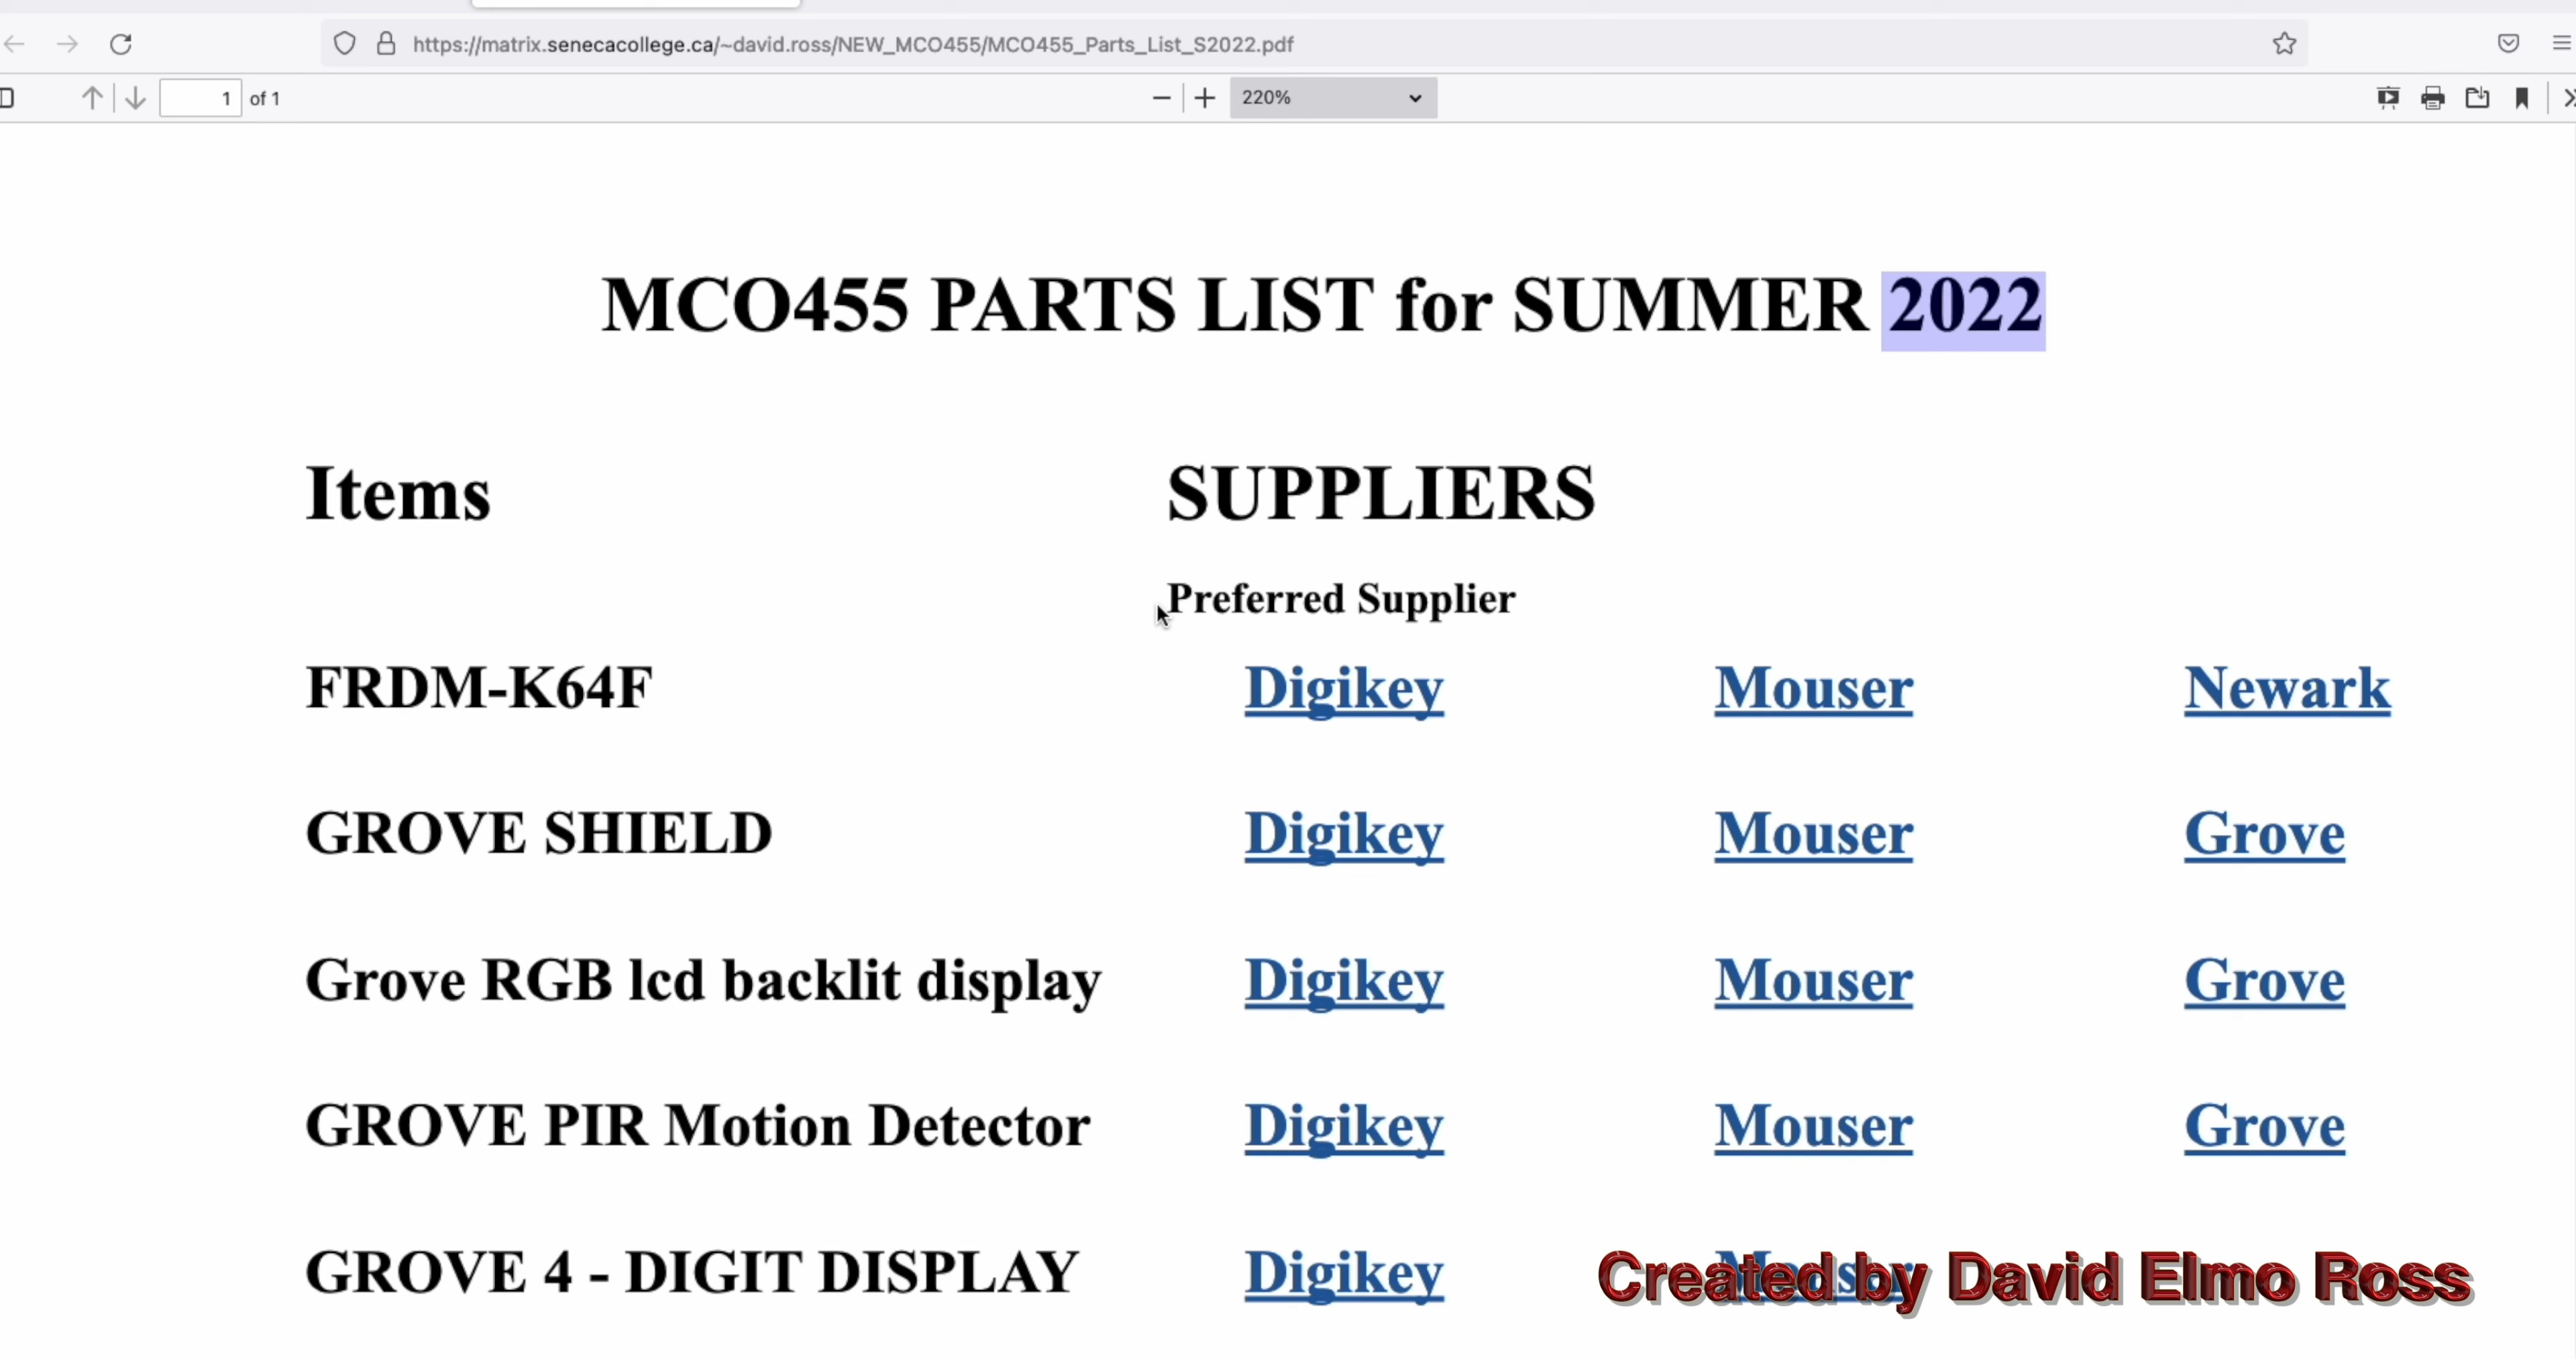 https://matrix.senecacollege.ca/~david.ross/NEW_MCO455/MCO455_Parts_List_S2022.pdf
1 of 1
220%
MCO455 PARTS LIST for SUMMER 2022
Items SUPPLIERS
Preferred Supplier
FRDM-K64F Digikey Mouser Newark
GROVE SHIELD Digikey Mouser Grove
Grove RGB lcd backlit display Digikey Mouser Grove
GROVE PIR Motion Detector Digikey Mouser Grove
GROVE 4 - DIGIT DISPLAY Digikey Mouser
Created by David Elmo Ross